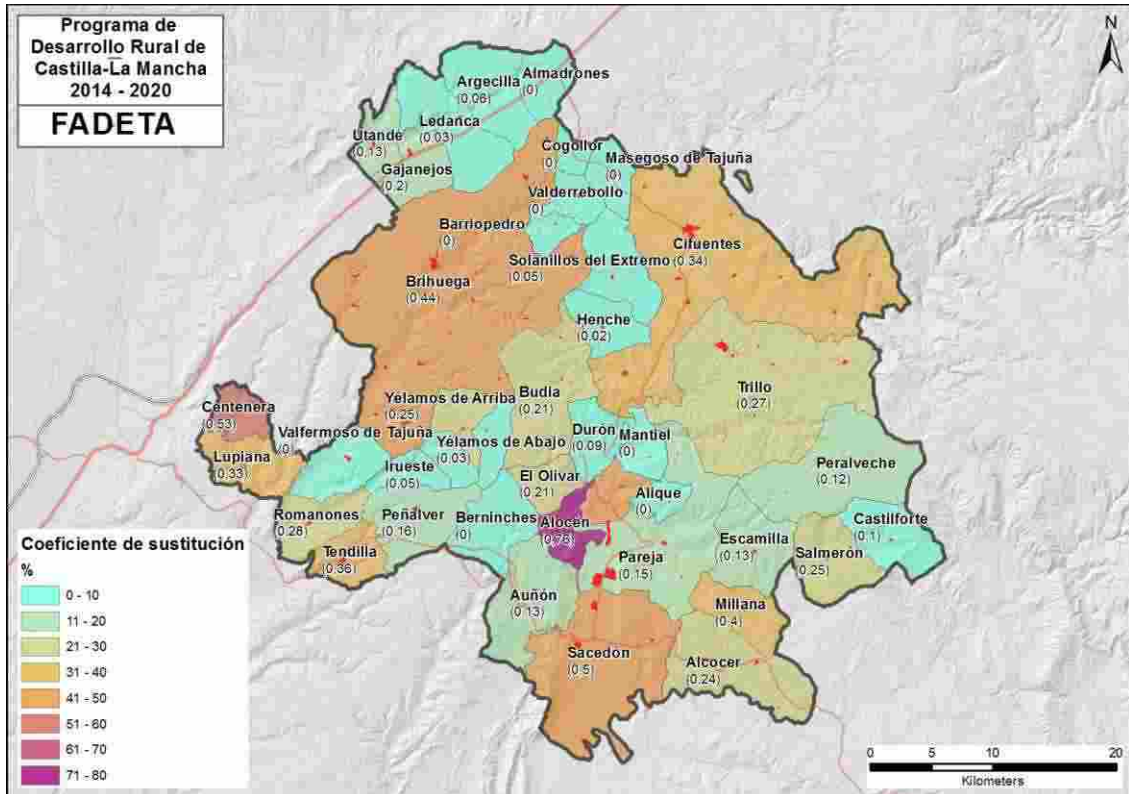 Programa de
Desarrollo Rural de
Castilla-La Mancha
2014 - 2020
FADETA
N
Argecilla
(0.06)
Almadrones
(0)
Utande
(0.13)
Ledanca
(0.03)
Gajanejos
(0.2)
Cogollor
(0)
Masegoso de Tajuña
(0)
Valderrebollo
(0)
Barriopedro
(0)
Cifuentes
(0.34)
Solanillos del Extremo
(0.05)
Brihuega
(0.44)
Henche
(0.02)
Trillo
(0.27)
Centenera
(0.53)
Yélamos de Arriba
(0.25)
Budia
(0.21)
Valfermoso de Tajuña
(0)
Yélamos de Abajo
(0.03)
Durón
(0.09)
Mantiel
(0)
Lupiana
(0.33)
Irueste
(0.05)
El Olivar
(0.21)
Peralveche
(0.12)
Alique
(0)
Romanones
(0.28)
Peñalver
(0.16)
Berninches
(0)
Alocén
(0.76)
Castilforte
(0.1)
Escamilla
(0.13)
Salmerón
(0.25)
Tendilla
(0.36)
Pareja
(0.15)
Auñón
(0.13)
Millana
(0.4)
Sacedón
(0.5)
Alcocer
(0.24)
Coeficiente de sustitución
%
0 - 10
11 - 20
21 - 30
31 - 40
41 - 50
51 - 60
61 - 70
71 - 80
0 5 10 20
Kilometers